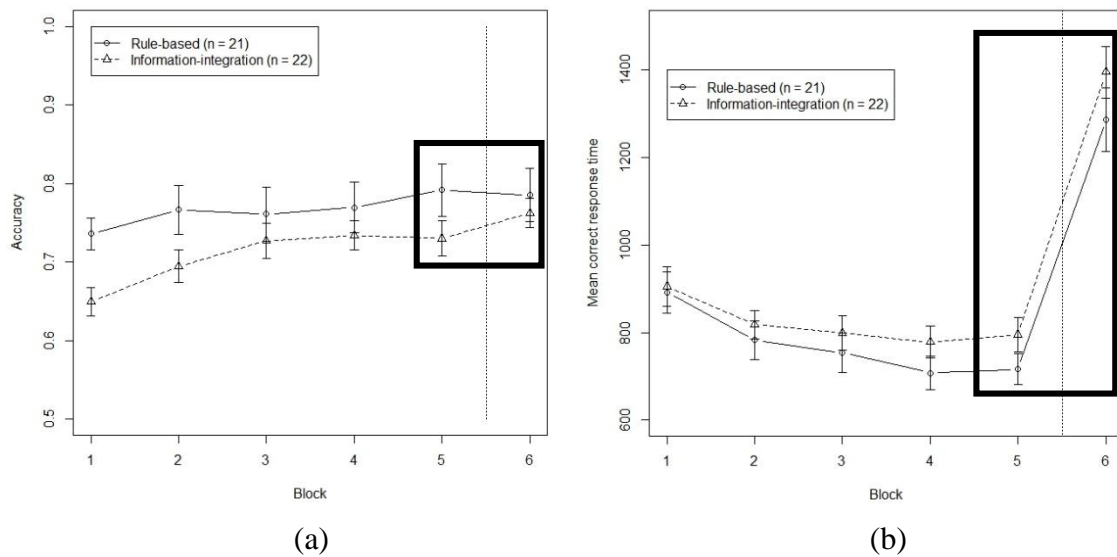 Rule-based (n = 21)
Information-integration (n = 22)
Accuracy
1.0
0.9
0.8
0.7
0.6
0.5
1 2 3 4 5 6
Block
(a)
Rule-based (n = 21)
Information-integration (n = 22)
Mean correct response time
1400
1200
1000
800
600
1 2 3 4 5 6
Block
(b)